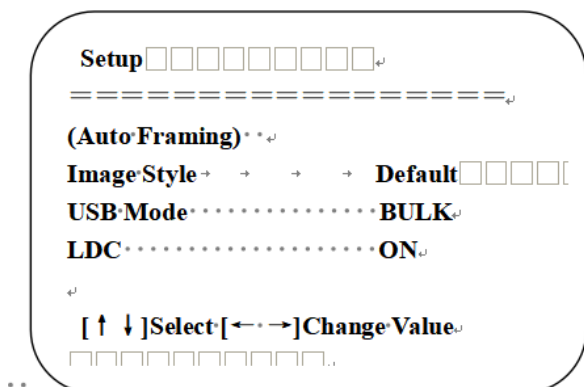 Setup
==================
(Auto Framing)
Image Style Default
USB Mode BULK
LDC ON
[↑ ↓]Select [← →]Change Value